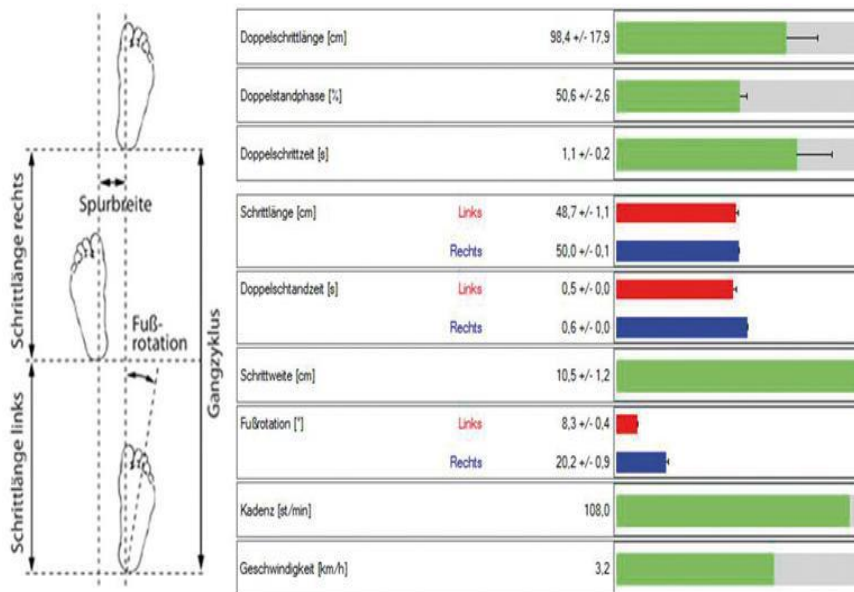 Schrittlänge rechts
Schrittlänge links
Spurbreite
Fuß-
rotation
Gangzyklus
Doppelschrittlänge [cm] 98,4 +/- 17,9
Doppelstandphase [%] 50,6 +/- 2,6
Doppelschrittzeit [s] 1,1 +/- 0,2
Schrittlänge [cm] Links 48,7 +/- 1,1
Rechts 50,0 +/- 0,1
Doppelschtandzeit [s] Links 0,5 +/- 0,0
Rechts 0,6 +/- 0,0
Schrittweite [cm] 10,5 +/- 1,2
Fußrotation [°] Links 8,3 +/- 0,4
Rechts 20,2 +/- 0,9
Kadenz [st/min] 108,0
Geschwindigkeit [km/h] 3,2